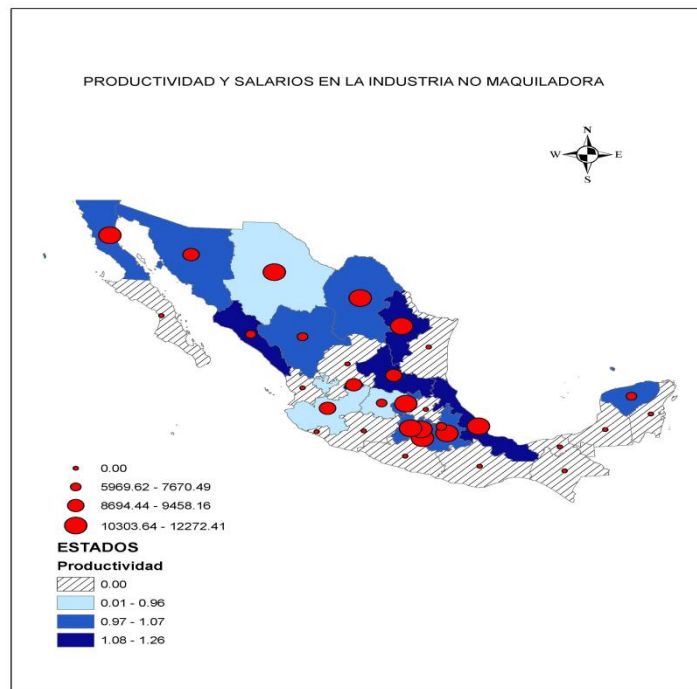 PRODUCTIVIDAD Y SALARIOS EN LA INDUSTRIA NO MAQUILADORA
N
W E
S
0.00
5969.62 - 7670.49
8694.44 - 9458.16
10303.64 - 12272.41
ESTADOS
Productividad
0.00
0.01 - 0.96
0.97 - 1.07
1.08 - 1.26